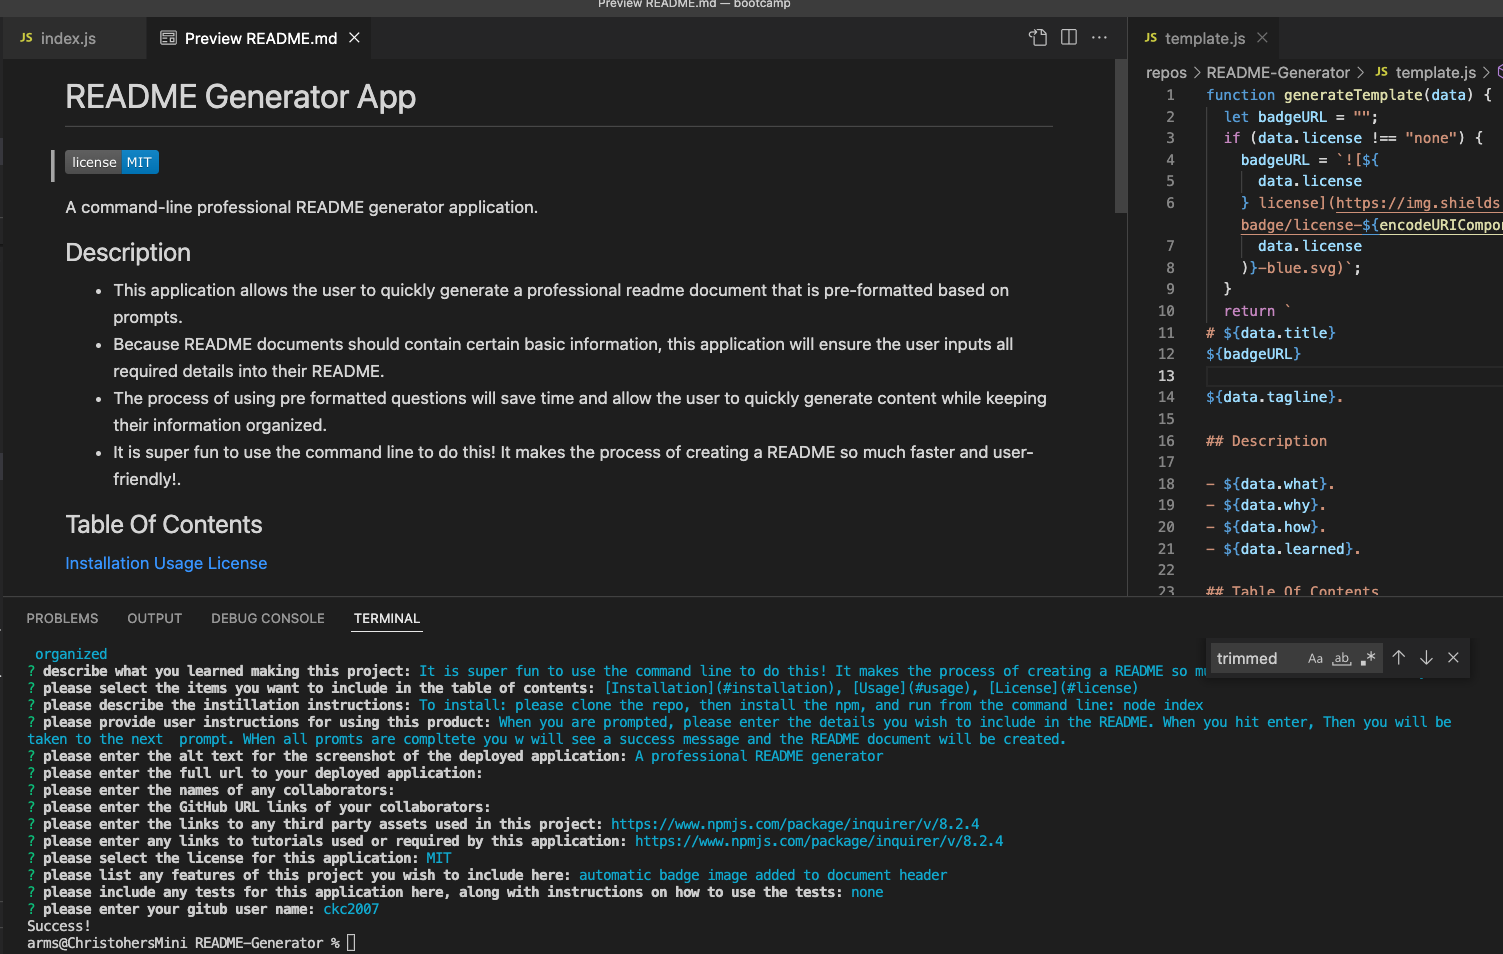 Preview README.md — bootcamp
JS index.js
Preview README.md
JS template.js
README Generator App
license MIT
A command-line professional README generator application.
Description
• This application allows the user to quickly generate a professional readme document that is pre-formatted based on
prompts.
• Because README documents should contain certain basic information, this application will ensure the user inputs all
required details into their README.
• The process of using pre formatted questions will save time and allow the user to quickly generate content while keeping
their information organized.
• It is super fun to use the command line to do this! It makes the process of creating a README so much faster and user-
friendly!.
Table Of Contents
Installation Usage License
repos > README-Generator > JS template.js >
1 function generateTemplate(data) {
2 let badgeURL = "";
3 if (data.license !== "none") {
4 badgeURL = `![${
5 data.license
6 } license](https://img.shields
badge/license-${encodeURICompo
7 data.license
8 )}-blue.svg)`;
9 }
10 return `
11 # ${data.title}
12 ${badgeURL}
13
14 ${data.tagline}.
15
16 ## Description
17
18 - ${data.what}.
19 - ${data.why}.
20 - ${data.how}.
21 - ${data.learned}.
22
23 ## Table Of Contents
PROBLEMS OUTPUT DEBUG CONSOLE TERMINAL
trimmed Aa ab .*
organized
? describe what you learned making this project: It is super fun to use the command line to do this! It makes the process of creating a README so
? please select the items you want to include in the table of contents: [Installation](#installation), [Usage](#usage), [License](#license)
? please describe the instillation instructions: To install: please clone the repo, then install the npm, and run from the command line: node index
? please provide user instructions for using this product: When you are prompted, please enter the details you wish to include in the README. When you hit enter, Then you will be
taken to the next  prompt. WHen all promts are compltete you w will see a success message and the README document will be created.
? please enter the alt text for the screenshot of the deployed application: A professional README generator
? please enter the full url to your deployed application:
? please enter the names of any collaborators:
? please enter the GitHub URL links of your collaborators:
? please enter the links to any third party assets used in this project: https://www.npmjs.com/package/inquirer/v/8.2.4
? please enter any links to tutorials used or required by this application: https://www.npmjs.com/package/inquirer/v/8.2.4
? please select the license for this application: MIT
? please list any features of this project you wish to include here: automatic badge image added to document header
? please include any tests for this application here, along with instructions on how to use the tests: none
? please enter your gitub user name: ckc2007
Success!
arms@ChristohersMini README-Generator %